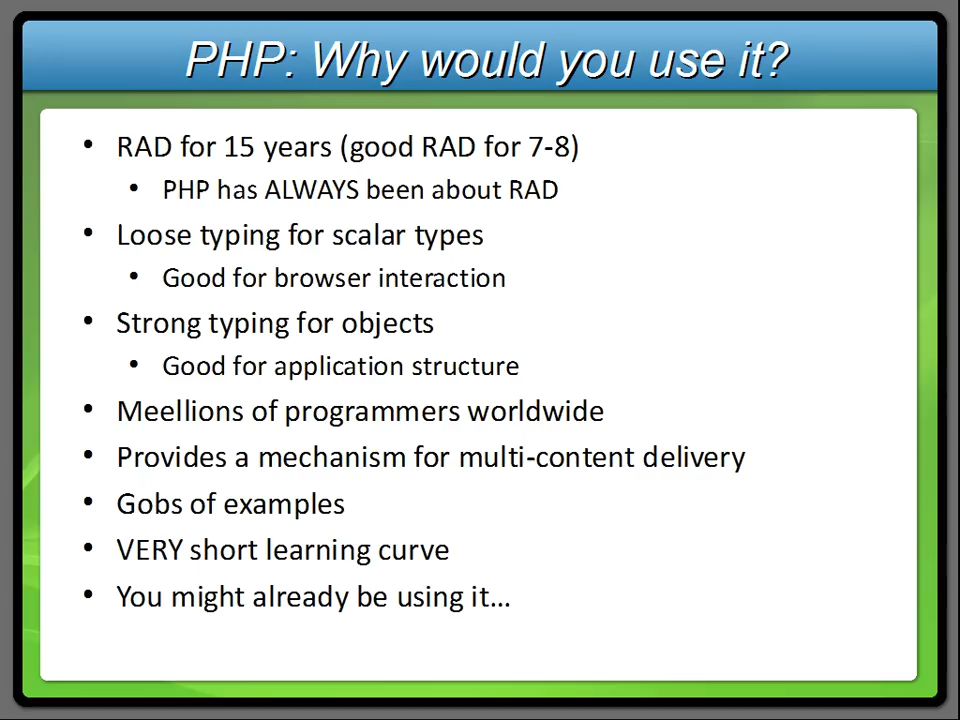 PHP: Why would you use it?
• RAD for 15 years (good RAD for 7-8)
• PHP has ALWAYS been about RAD
• Loose typing for scalar types
• Good for browser interaction
• Strong typing for objects
• Good for application structure
• Meellions of programmers worldwide
• Provides a mechanism for multi-content delivery
• Gobs of examples
• VERY short learning curve
• You might already be using it...